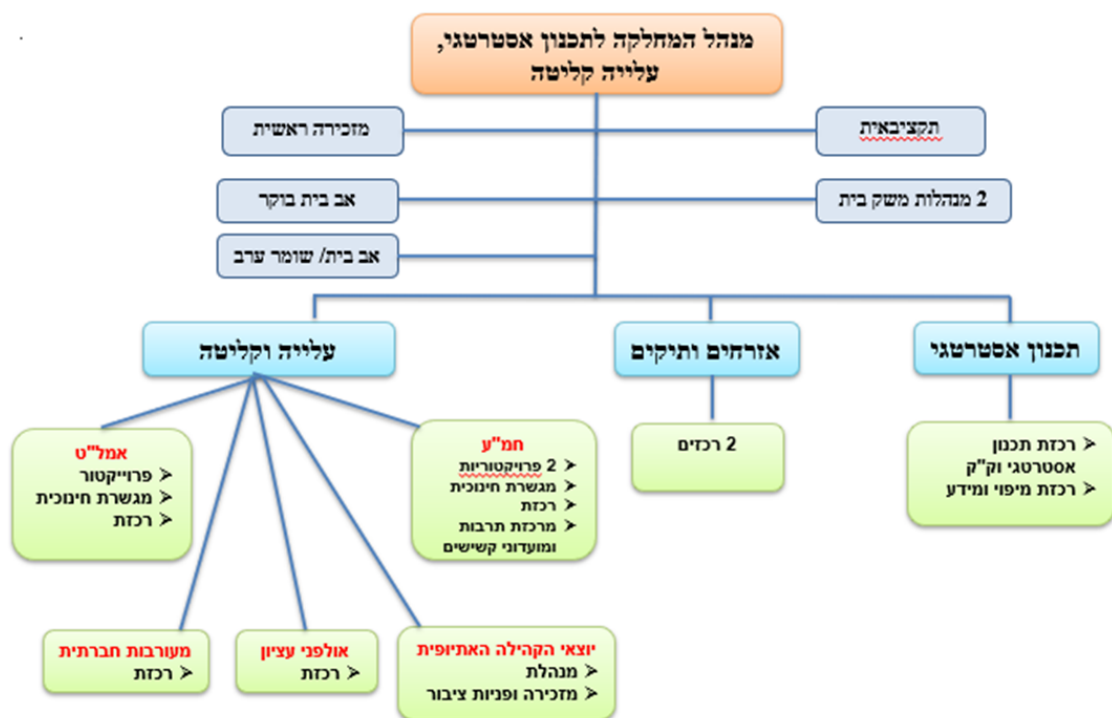 מנהל המחלקה לתכנון אסטרטגי,
עלייה קליטה
תקציבאית
מזכירה ראשית
2 מנהלות משק בית
אב בית בוקר
אב בית/ שומר ערב
תכנון אסטרטגי
אזרחים ותיקים
עלייה וקליטה
רכזת תכנון
אסטרטגי וק"ק
רכזת מיפוי ומידע
2 רכזים
חמ"ע
2 פרויקטוריות
מגשרת חינוכית
רכזת
מרכזת תרבות
ומועדוני קשישים
אמל"ט
פרוייקטור
מגשרת חינוכית
רכזת
יוצאי הקהילה האתיופית
מנהלת
מזכירה ופניות ציבור
אולפני עציון
רכזת
מעורבות חברתית
רכזת